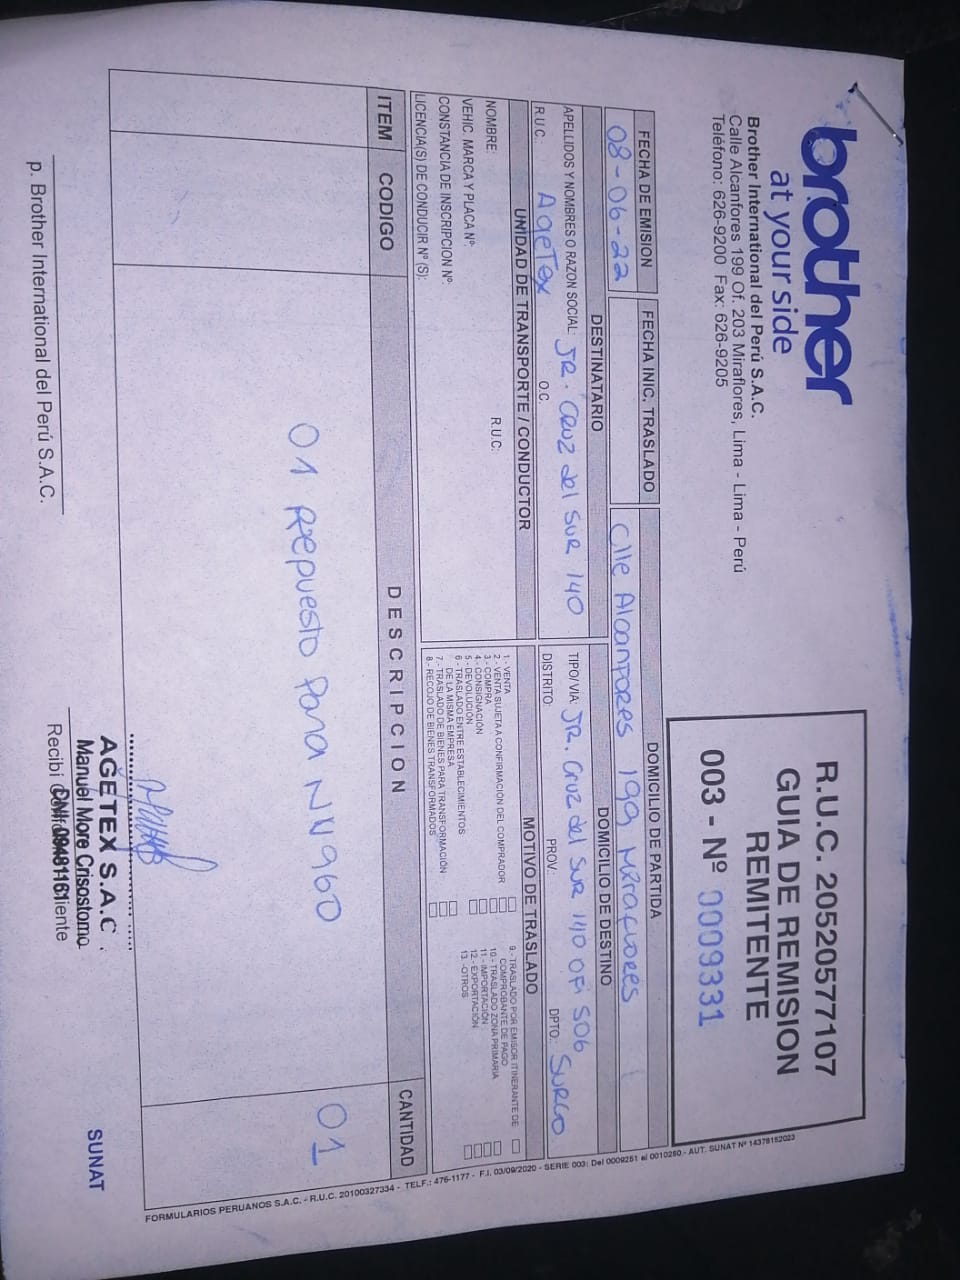 brother
at your side
Brother International del Perú S.A.C.
Calle Alcanfores 199 Of. 203 Miraflores, Lima - Lima - Perú
Teléfono: 626-9200 Fax: 626-9205
R.U.C. 20520577107
GUIA DE REMISION
REMITENTE
003 - Nº 0009331
FECHA DE EMISION
08-06-22
FECHA INIC. TRASLADO
DOMICILIO DE PARTIDA
Clle Alcanfores 199 Miraflores
DESTINATARIO
APELLIDOS Y NOMBRES O RAZON SOCIAL: JR. Cruz del SUR 140
R.U.C. Agetex O.C.
DOMICILIO DE DESTINO
TIPO/ VIA: JR. Cruz del SUR 140 OF 506
DISTRITO: PROV.: DPTO.: SURCO
UNIDAD DE TRANSPORTE / CONDUCTOR
NOMBRE: R.U.C:
VEHIC. MARCA Y PLACA Nº:
CONSTANCIA DE INSCRIPCION Nº:
LICENCIA(S) DE CONDUCIR Nº (S):
MOTIVO DE TRASLADO
1.- VENTA
2.- VENTA SUJETA A CONFIRMACIÓN DEL COMPRADOR
3.- COMPRA
4.- CONSIGNACIÓN
5.- DEVOLUCIÓN
6.- TRASLADO ENTRE ESTABLECIMIENTOS
DE LA MISMA EMPRESA
7.- TRASLADO DE BIENES PARA TRANSFORMACIÓN
8.- RECOJO DE BIENES TRANSFORMADOS
9.- TRASLADO POR EMISOR ITINERANTE DE
COMPROBANTE DE PAGO
10.- TRASLADO ZONA PRIMARIA
11.- IMPORTACIÓN
12.- EXPORTACIÓN
13.- OTROS
ITEM CODIGO DESCRIPCION CANTIDAD
01 Repuesto para NV960 01
p. Brother International del Perú S.A.C.
AGETEX S.A.C.
Manuel More Crisostomo
DNI: 09481161
Recibí Cliente
SUNAT
FORMULARIOS PERUANOS S.A.C. - R.U.C. 20100327334 - TELF.: 476-1177 - F.I. 03/09/2020 - SERIE 003: Del 0009251 al 0010250 - AUT. SUNAT Nº 14378152023